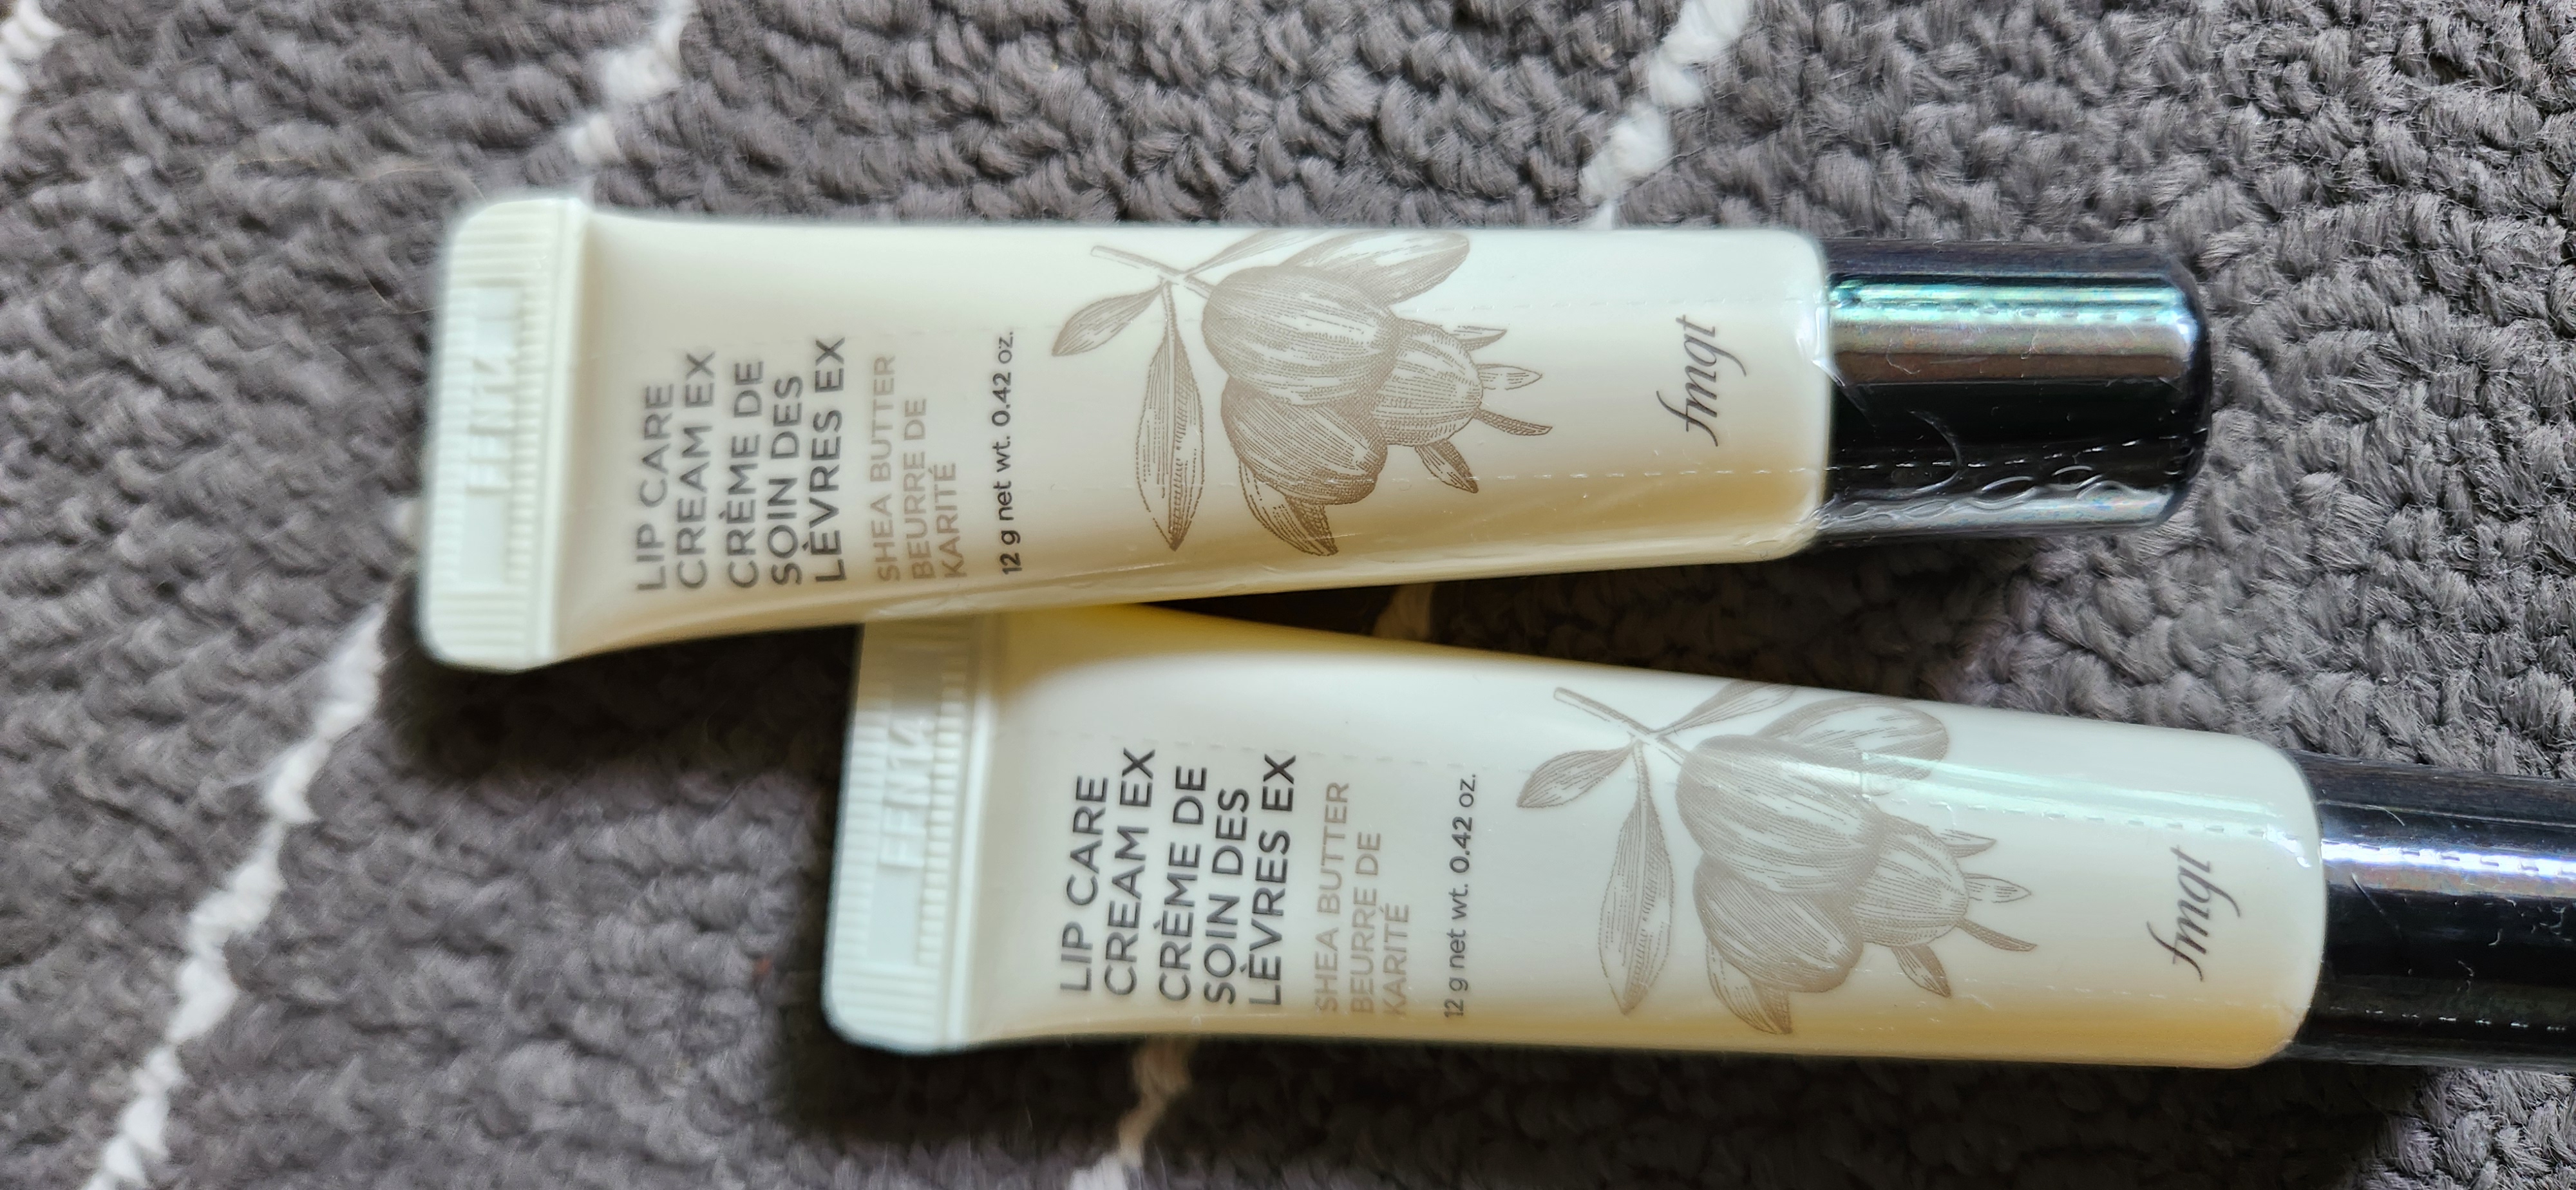 LIP CARE
CREAM EX
CRÈME DE
SOIN DES
LÈVRES EX
SHEA BUTTER
BEURRE DE
KARITÉ
12 g net wt. 0.42 oz.
fmgt
LIP CARE
CREAM EX
CRÈME DE
SOIN DES
LÈVRES EX
SHEA BUTTER
BEURRE DE
KARITÉ
12 g net wt. 0.42 oz.
fmgt